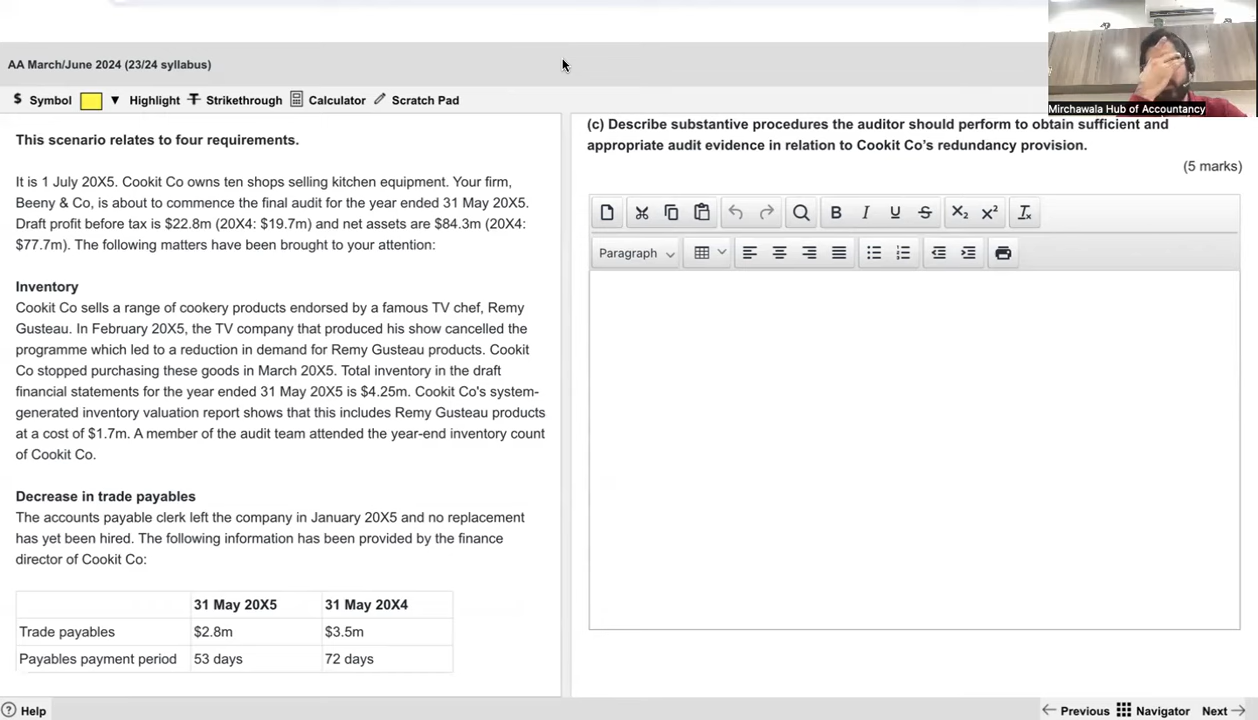 AA March/June 2024 (23/24 syllabus)
$ Symbol Highlight Strikethrough Calculator Scratch Pad
Mirchawala Hub of Accountancy
This scenario relates to four requirements.
It is 1 July 20X5. Cookit Co owns ten shops selling kitchen equipment. Your firm,
Beeny & Co, is about to commence the final audit for the year ended 31 May 20X5.
Draft profit before tax is $22.8m (20X4: $19.7m) and net assets are $84.3m (20X4:
$77.7m). The following matters have been brought to your attention:
Inventory
Cookit Co sells a range of cookery products endorsed by a famous TV chef, Remy
Gusteau. In February 20X5, the TV company that produced his show cancelled the
programme which led to a reduction in demand for Remy Gusteau products. Cookit
Co stopped purchasing these goods in March 20X5. Total inventory in the draft
financial statements for the year ended 31 May 20X5 is $4.25m. Cookit Co's system-
generated inventory valuation report shows that this includes Remy Gusteau products
at a cost of $1.7m. A member of the audit team attended the year-end inventory count
of Cookit Co.
Decrease in trade payables
The accounts payable clerk left the company in January 20X5 and no replacement
has yet been hired. The following information has been provided by the finance
director of Cookit Co:
31 May 20X5 31 May 20X4
Trade payables $2.8m $3.5m
Payables payment period 53 days 72 days
(c) Describe substantive procedures the auditor should perform to obtain sufficient and
appropriate audit evidence in relation to Cookit Co's redundancy provision.
(5 marks)
B I U S X₂ X² Tx
Paragraph
? Help
Previous Navigator Next